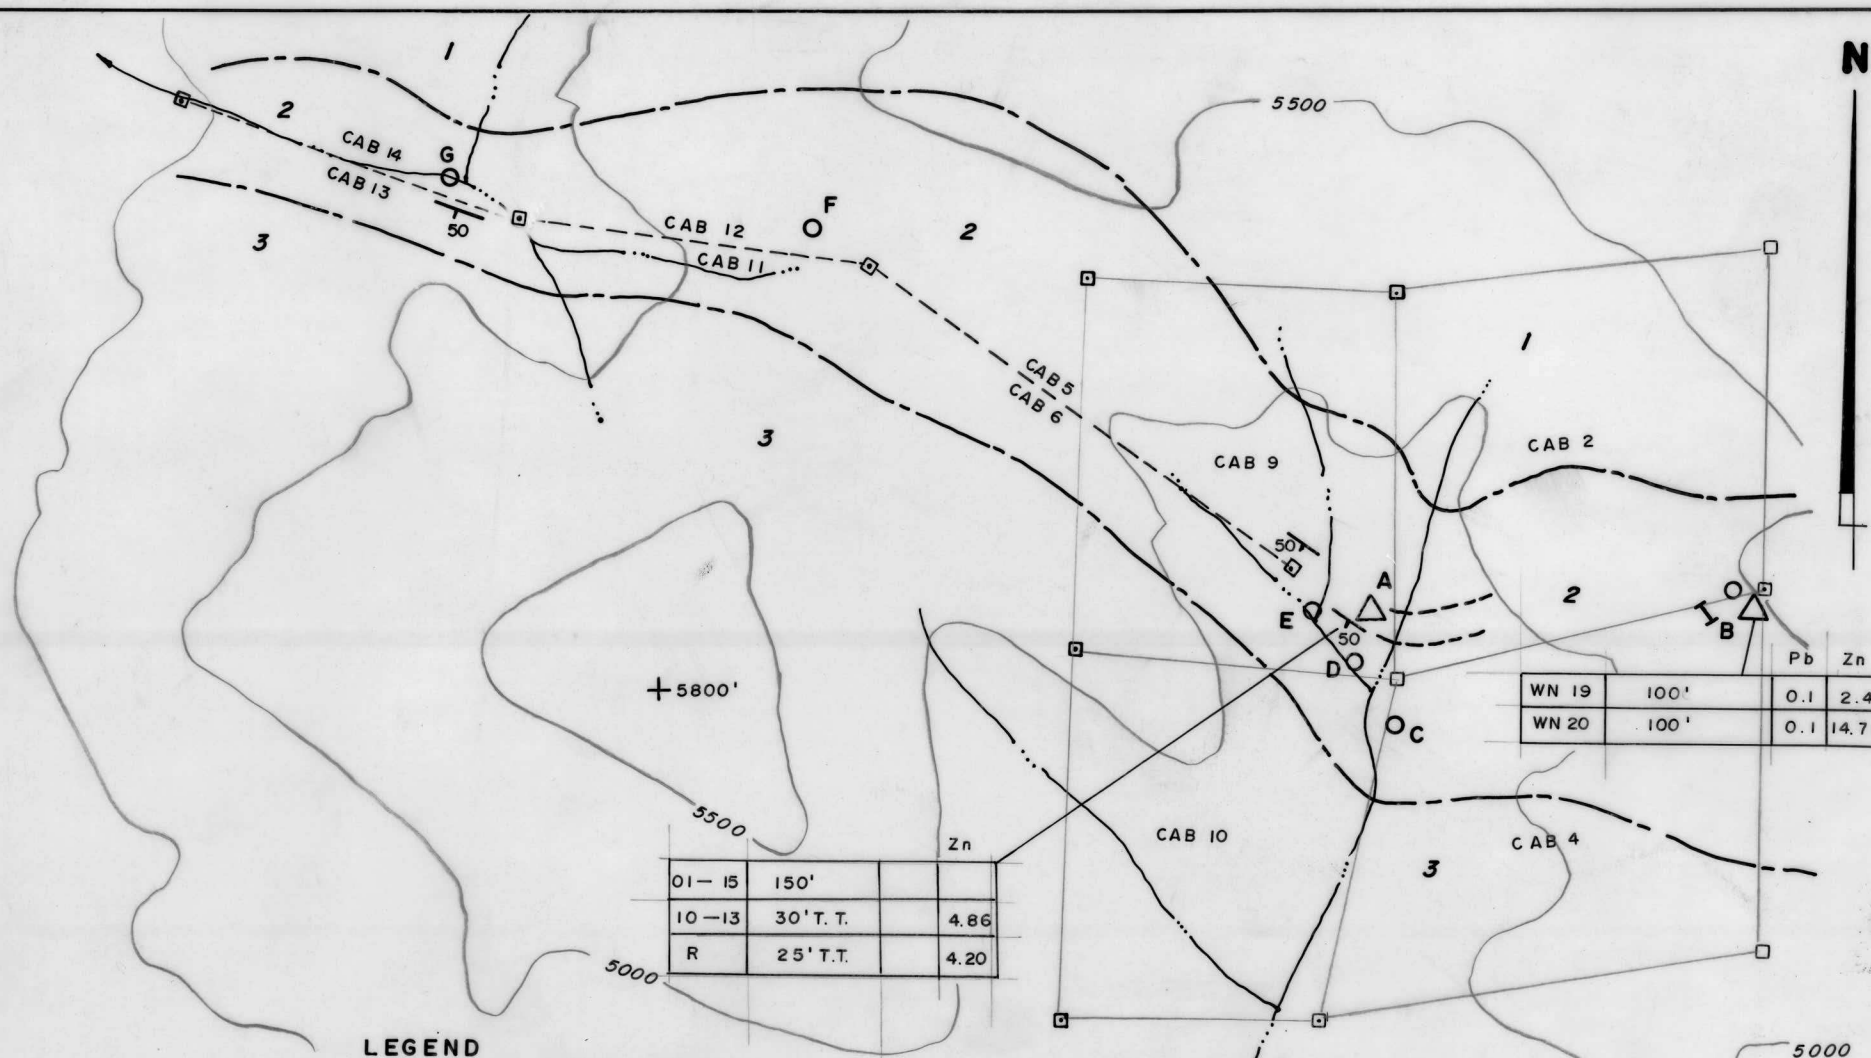 N
1
5500
2
CAB 14
G
CAB 13
F
50
CAB 12
2
3
CAB 11
1
CAB 5
CAB 6
3
CAB 2
CAB 9
50
A
2
E
50
B
D
Pb Zn
5800'
WN 19 100' 0.1 2.4
WN 20 100' 0.1 14.7
C
5500
CAB 10
CAB 4
3
Zn
01-15 150'
10-13 30' T.T. 4.86
R 25' T.T. 4.20
5000
LEGEND
5000